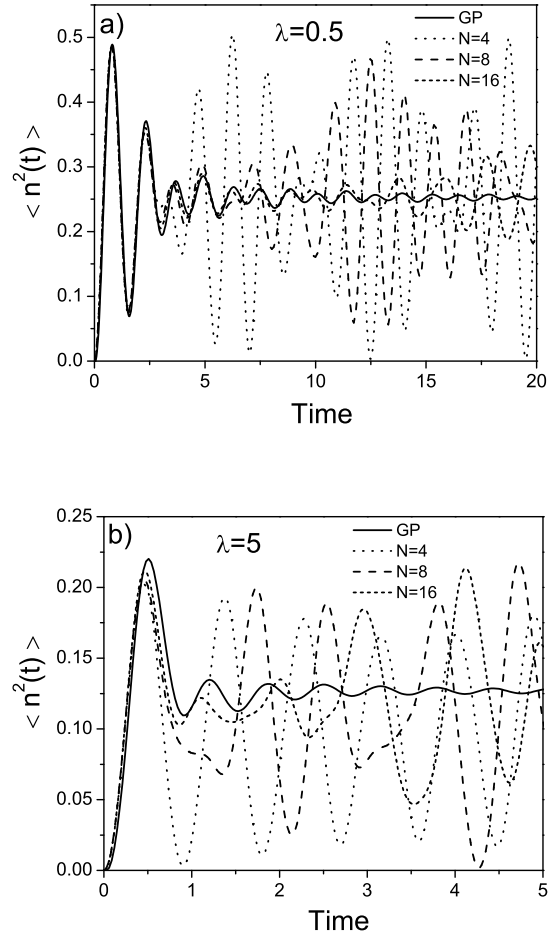 a)
λ=0.5
GP
N=4
N=8
N=16
< n²(t) >
0.5
0.4
0.3
0.2
0.1
0.0
0
5
10
15
20
Time
b)
λ=5
GP
N=4
N=8
N=16
< n²(t) >
0.25
0.20
0.15
0.10
0.05
0.00
0
1
2
3
4
5
Time